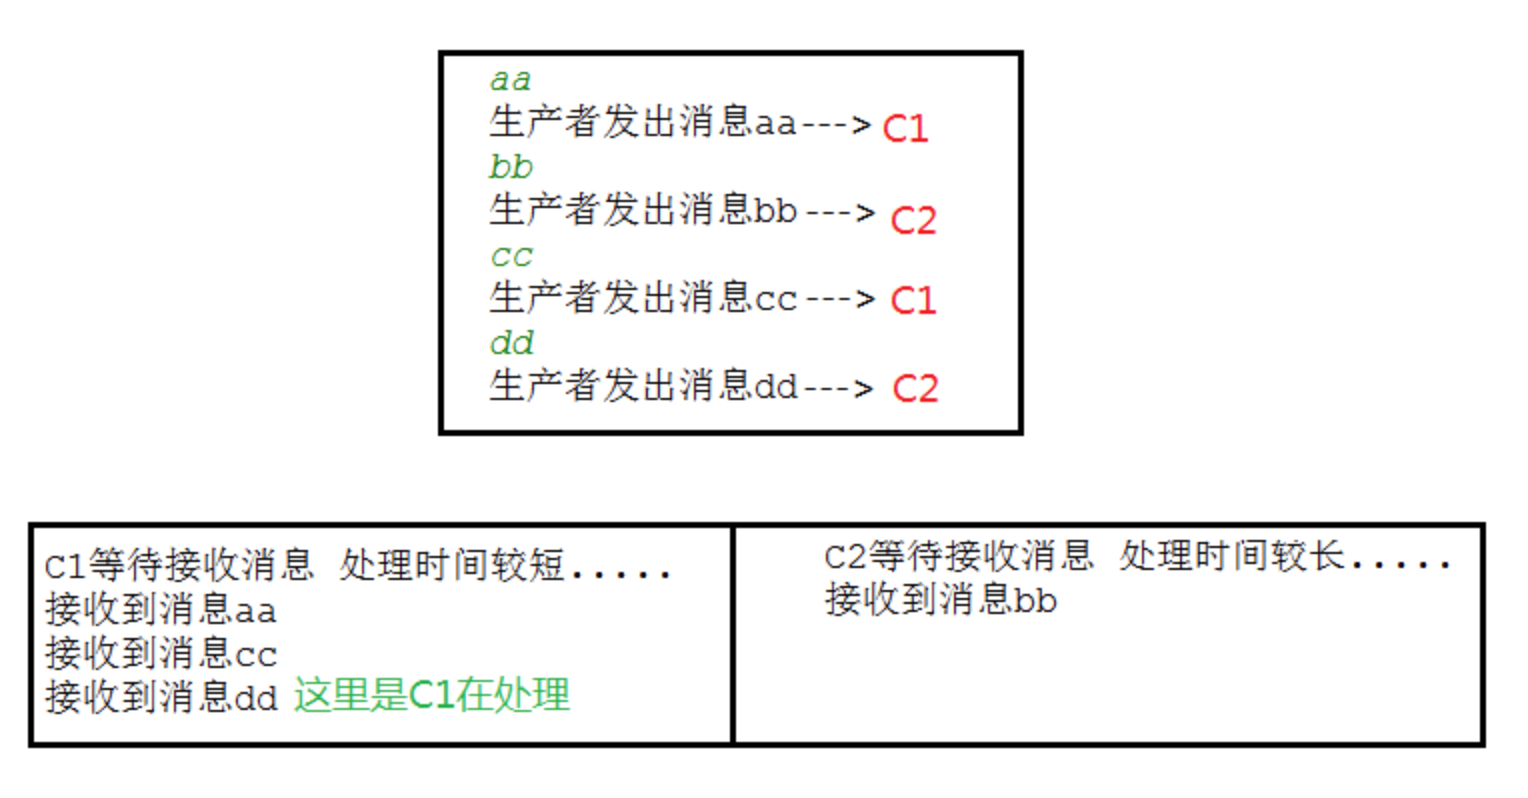 aa
生产者发出消息aa---> C1
bb
生产者发出消息bb---> C2
cc
生产者发出消息cc---> C1
dd
生产者发出消息dd---> C2
C1等待接收消息 处理时间较短.....
接收到消息aa
接收到消息cc
接收到消息dd 这里是C1在处理
C2等待接收消息 处理时间较长.....
接收到消息bb